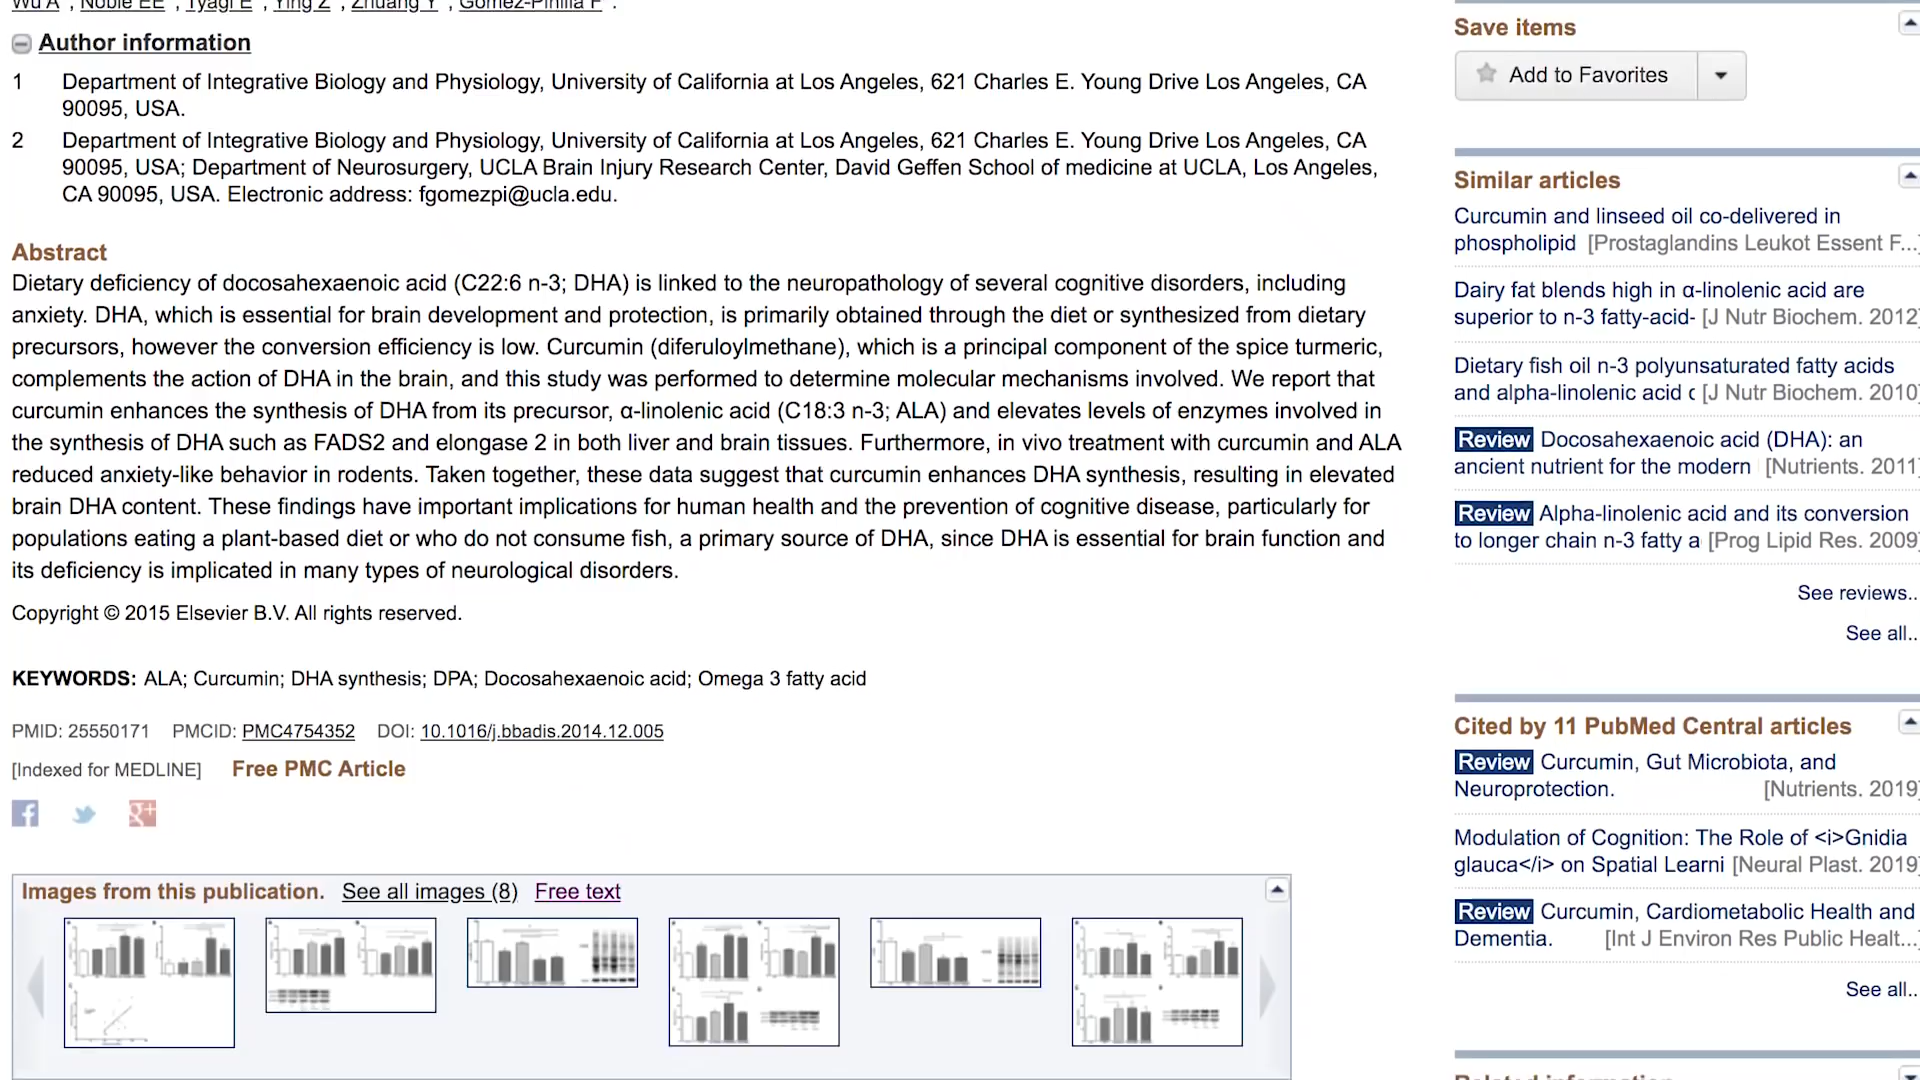 Wu A , Noble EE , Tyagi E , Ying Z , Zhuang Y , Gomez-Pinilla F .
Author information
1 Department of Integrative Biology and Physiology, University of California at Los Angeles, 621 Charles E. Young Drive Los Angeles, CA
90095, USA.
2 Department of Integrative Biology and Physiology, University of California at Los Angeles, 621 Charles E. Young Drive Los Angeles, CA
90095, USA; Department of Neurosurgery, UCLA Brain Injury Research Center, David Geffen School of medicine at UCLA, Los Angeles,
CA 90095, USA. Electronic address: fgomezpi@ucla.edu.
Abstract
Dietary deficiency of docosahexaenoic acid (C22:6 n-3; DHA) is linked to the neuropathology of several cognitive disorders, including
anxiety. DHA, which is essential for brain development and protection, is primarily obtained through the diet or synthesized from dietary
precursors, however the conversion efficiency is low. Curcumin (diferuloylmethane), which is a principal component of the spice turmeric,
complements the action of DHA in the brain, and this study was performed to determine molecular mechanisms involved. We report that
curcumin enhances the synthesis of DHA from its precursor, α-linolenic acid (C18:3 n-3; ALA) and elevates levels of enzymes involved in
the synthesis of DHA such as FADS2 and elongase 2 in both liver and brain tissues. Furthermore, in vivo treatment with curcumin and ALA
reduced anxiety-like behavior in rodents. Taken together, these data suggest that curcumin enhances DHA synthesis, resulting in elevated
brain DHA content. These findings have important implications for human health and the prevention of cognitive disease, particularly for
populations eating a plant-based diet or who do not consume fish, a primary source of DHA, since DHA is essential for brain function and
its deficiency is implicated in many types of neurological disorders.
Copyright © 2015 Elsevier B.V. All rights reserved.
KEYWORDS: ALA; Curcumin; DHA synthesis; DPA; Docosahexaenoic acid; Omega 3 fatty acid
PMID: 25550171 PMCID: PMC4754352 DOI: 10.1016/j.bbadis.2014.12.005
[Indexed for MEDLINE] Free PMC Article
Images from this publication. See all images (8) Free text
Save items
Add to Favorites
Similar articles
Curcumin and linseed oil co-delivered in
phospholipid [Prostaglandins Leukot Essent F...]
Dairy fat blends high in α-linolenic acid are
superior to n-3 fatty-acid- [J Nutr Biochem. 2012]
Dietary fish oil n-3 polyunsaturated fatty acids
and alpha-linolenic acid c [J Nutr Biochem. 2010]
Review Docosahexaenoic acid (DHA): an
ancient nutrient for the modern [Nutrients. 2011]
Review Alpha-linolenic acid and its conversion
to longer chain n-3 fatty a [Prog Lipid Res. 2009]
See reviews..
See all..
Cited by 11 PubMed Central articles
Review Curcumin, Gut Microbiota, and
Neuroprotection. [Nutrients. 2019]
Modulation of Cognition: The Role of <i>Gnidia
glauca</i> on Spatial Learni [Neural Plast. 2019]
Review Curcumin, Cardiometabolic Health and
Dementia. [Int J Environ Res Public Healt...]
See all..
Related information